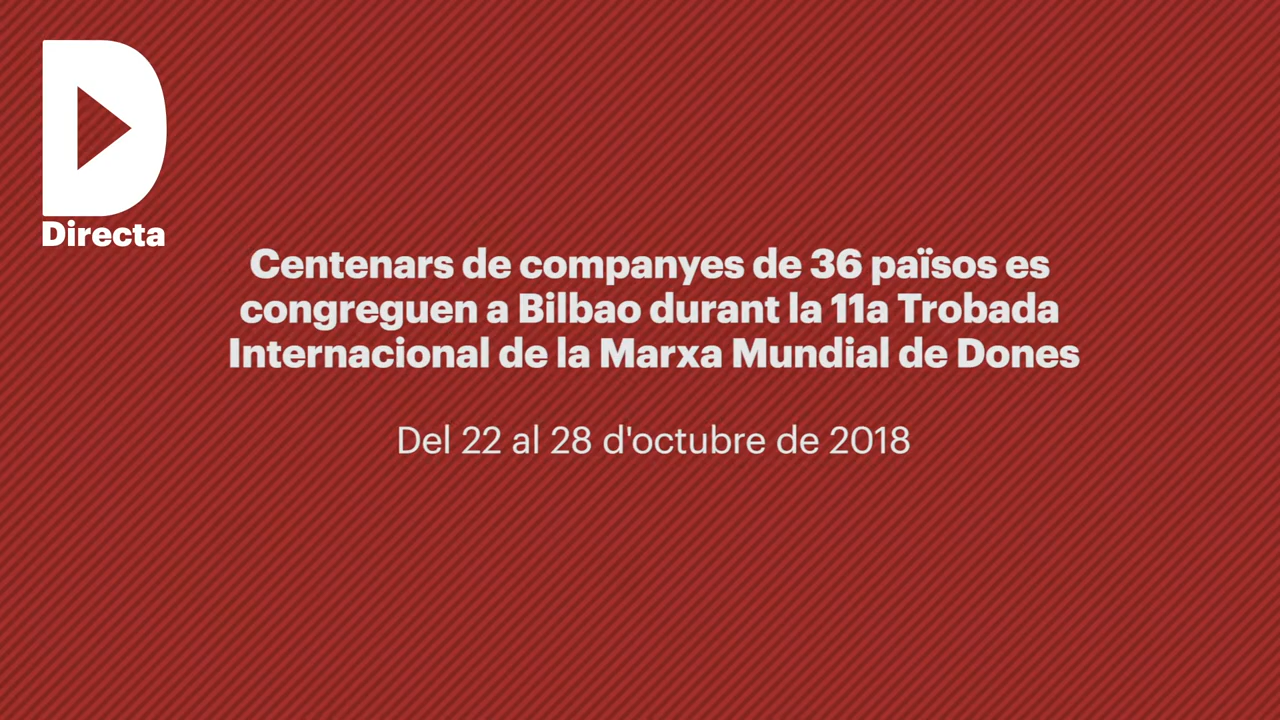 Directa
Centenars de companyes de 36 països es
congreguen a Bilbao durant la 11a Trobada
Internacional de la Marxa Mundial de Dones
Del 22 al 28 d'octubre de 2018